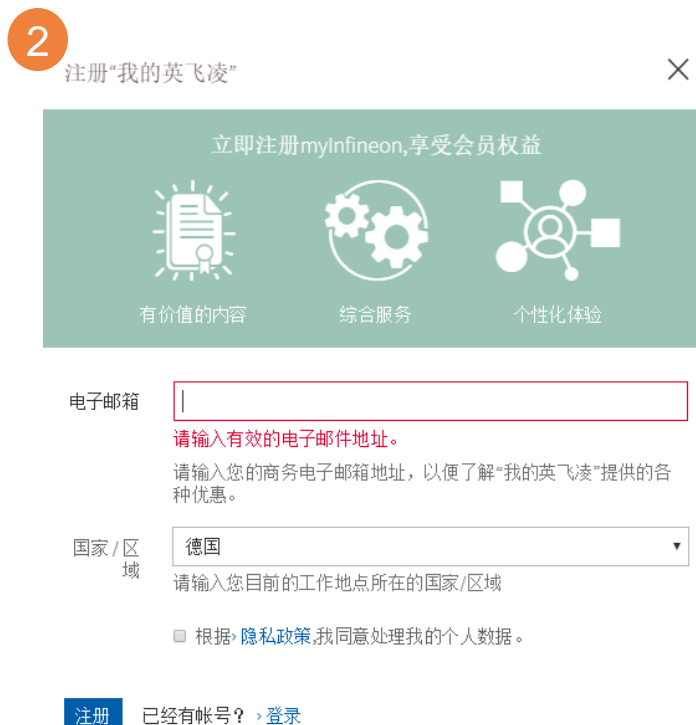 2
注册“我的英飞凌”
立即注册myInfineon,享受会员权益
有价值的内容 综合服务 个性化体验
电子邮箱
请输入有效的电子邮件地址。
请输入您的商务电子邮箱地址，以便了解“我的英飞凌”提供的各
种优惠。
国家/区
域
德国
请输入您目前的工作地点所在的国家/区域
根据›隐私政策,我同意处理我的个人数据。
注册 已经有帐号？ ›登录